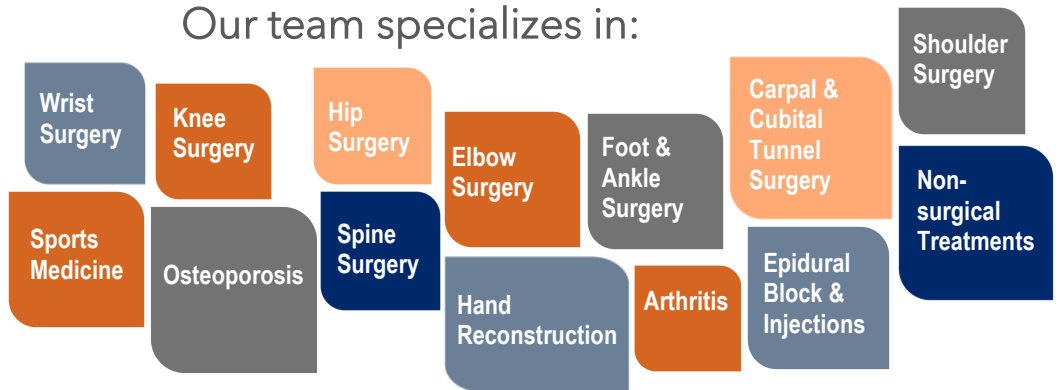 Our team specializes in:
Wrist
Surgery
Knee
Surgery
Hip
Surgery
Elbow
Surgery
Foot &
Ankle
Surgery
Carpal &
Cubital
Tunnel
Surgery
Shoulder
Surgery
Sports
Medicine
Osteoporosis
Spine
Surgery
Hand
Reconstruction
Arthritis
Epidural
Block &
Injections
Non-
surgical
Treatments